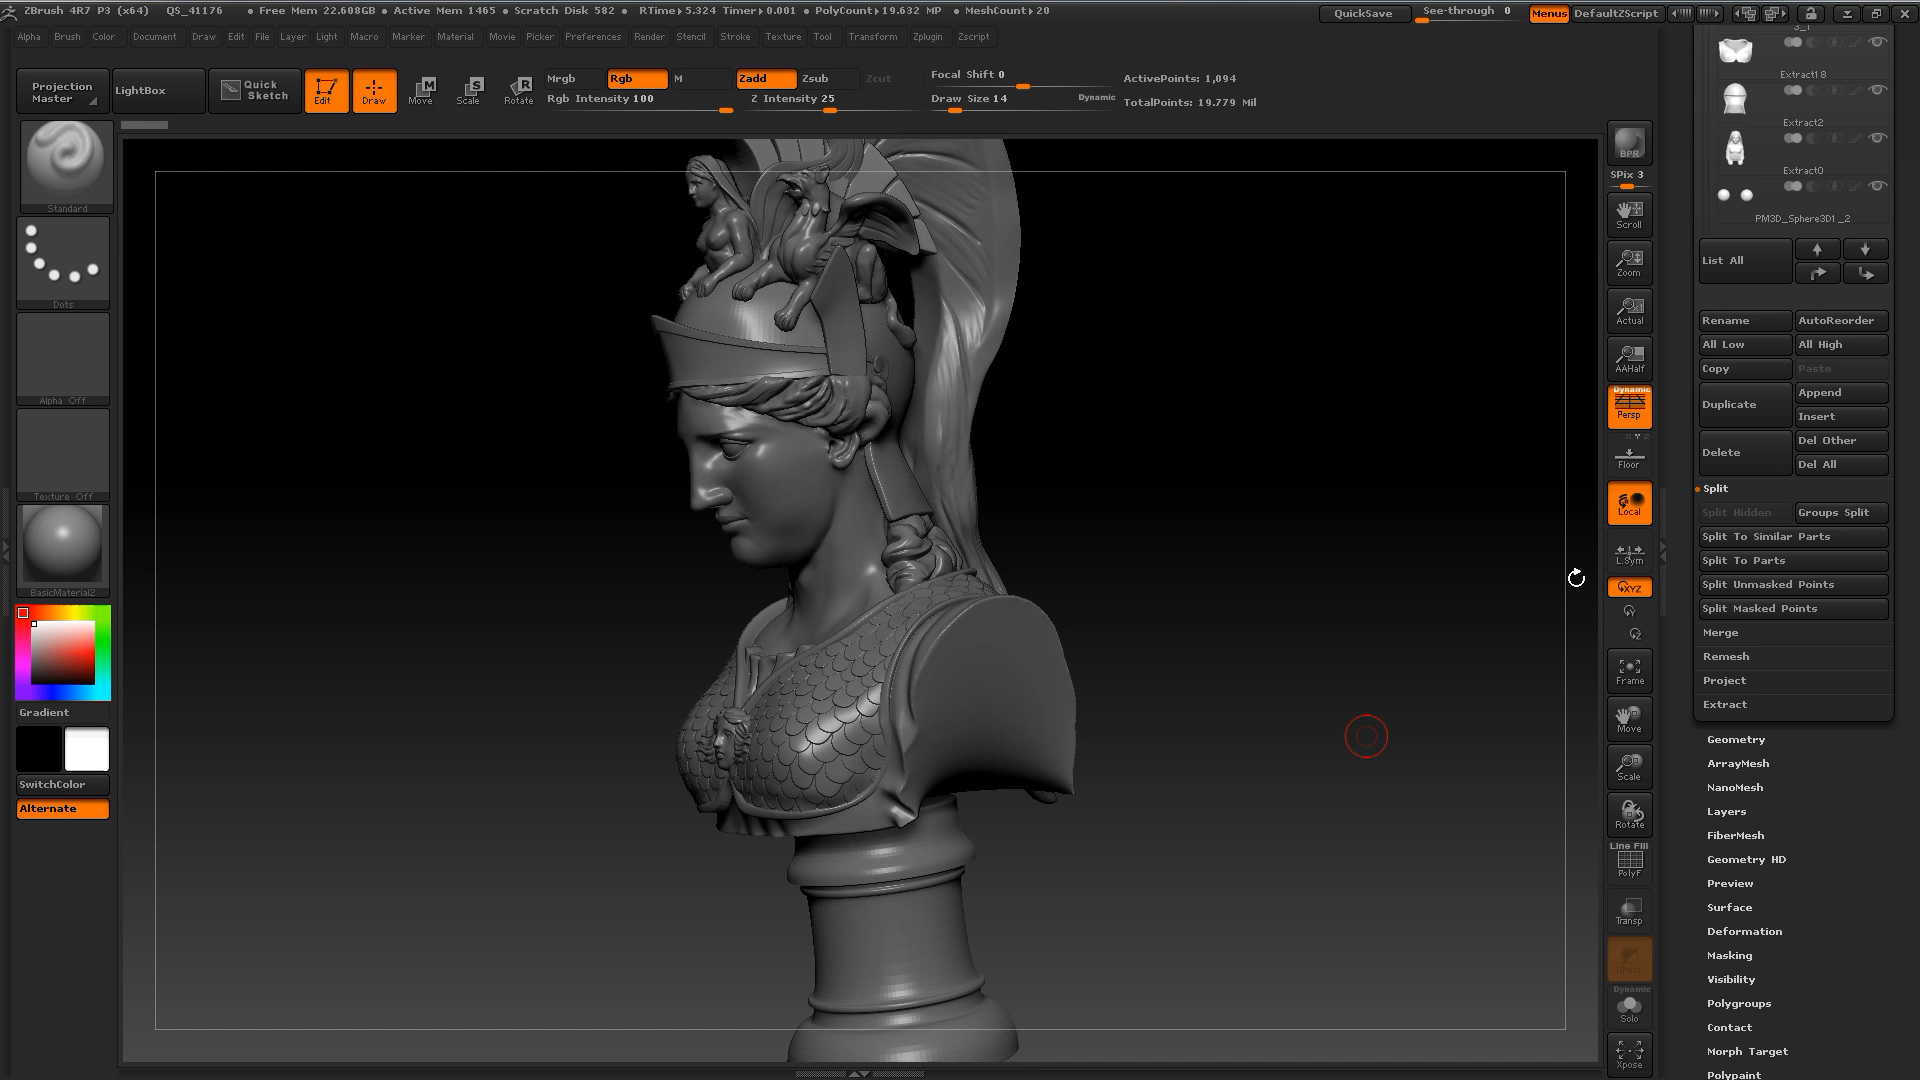 ZBrush 4R7 P3 (x64) QS_41176 ● Free Mem 22.608GB ● Active Mem 1465 ● Scratch Disk 582 ● RTime▸5.324 Timer▸0.001 ● PolyCount▸19.632 MP ● MeshCount▸20
QuickSave See-through 0 Menus DefaultZScript
Alpha Brush Color Document Draw Edit File Layer Light Macro Marker Material Movie Picker Preferences Render Stencil Stroke Texture Tool Transform Zplugin Zscript
Projection Master
LightBox
Quick Sketch
Edit
Draw
Move
Scale
Rotate
Mrgb Rgb M
Rgb Intensity 100
Zadd Zsub Zcut
Z Intensity 25
Focal Shift 0
Draw Size 14 Dynamic
ActivePoints: 1,094
TotalPoints: 19.779 Mil
Standard
Dots
Alpha Off
Texture Off
BasicMaterial2
Gradient
SwitchColor
Alternate
BPR
SPix 3
Scroll
Zoom
Actual
AAHalf
Dynamic
Persp
Floor
Local
L.Sym
XYZ
Y
Z
Frame
Move
Scale
Rotate
Line Fill
PolyF
Transp
Ghost
Dynamic
Solo
Xpose
Extract18
Extract2
Extract0
PM3D_Sphere3D1_2
List All
Rename AutoReorder
All Low All High
Copy Paste
Duplicate Append
Insert
Delete Del Other
Del All
Split
Split Hidden Groups Split
Split To Similar Parts
Split To Parts
Split Unmasked Points
Split Masked Points
Merge
Remesh
Project
Extract
Geometry
ArrayMesh
NanoMesh
Layers
FiberMesh
Geometry HD
Preview
Surface
Deformation
Masking
Visibility
Polygroups
Contact
Morph Target
Polypaint